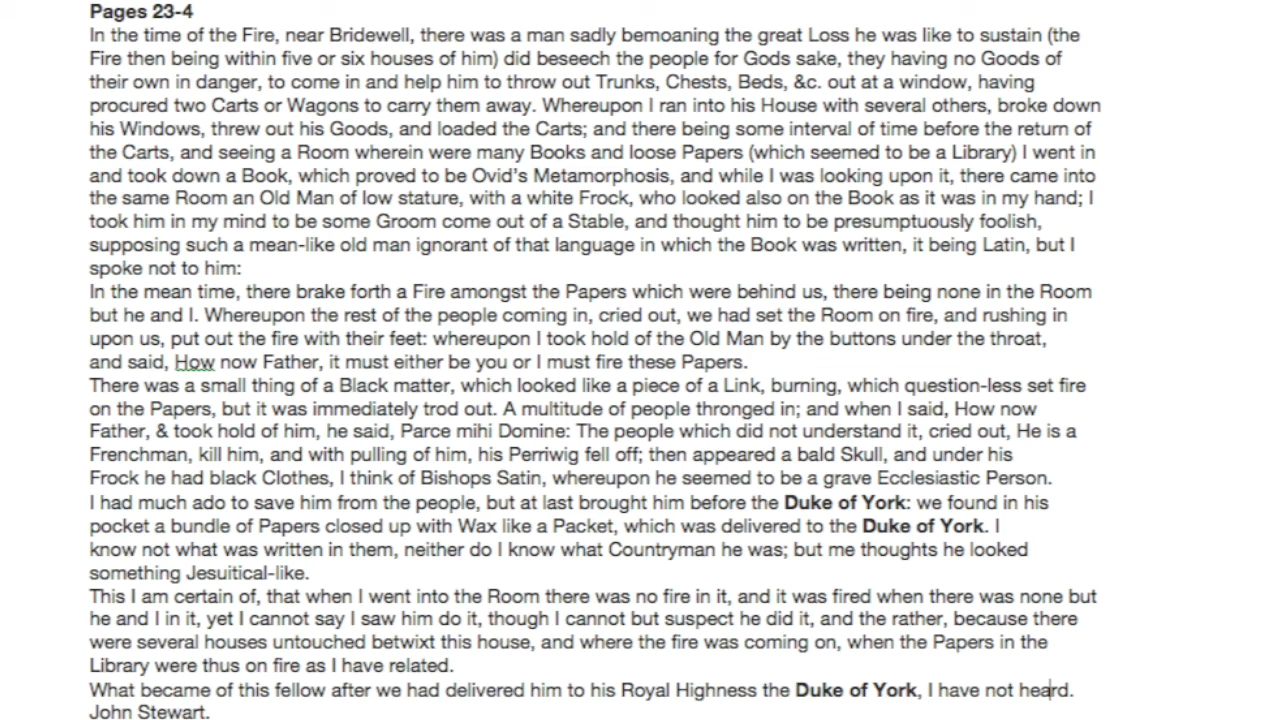 Pages 23-4
In the time of the Fire, near Bridewell, there was a man sadly bemoaning the great Loss he was like to sustain (the
Fire then being within five or six houses of him) did beseech the people for Gods sake, they having no Goods of
their own in danger, to come in and help him to throw out Trunks, Chests, Beds, &c. out at a window, having
procured two Carts or Wagons to carry them away. Whereupon I ran into his House with several others, broke down
his Windows, threw out his Goods, and loaded the Carts; and there being some interval of time before the return of
the Carts, and seeing a Room wherein were many Books and loose Papers (which seemed to be a Library) I went in
and took down a Book, which proved to be Ovid's Metamorphosis, and while I was looking upon it, there came into
the same Room an Old Man of low stature, with a white Frock, who looked also on the Book as it was in my hand; I
took him in my mind to be some Groom come out of a Stable, and thought him to be presumptuously foolish,
supposing such a mean-like old man ignorant of that language in which the Book was written, it being Latin, but I
spoke not to him:
In the mean time, there brake forth a Fire amongst the Papers which were behind us, there being none in the Room
but he and I. Whereupon the rest of the people coming in, cried out, we had set the Room on fire, and rushing in
upon us, put out the fire with their feet: whereupon I took hold of the Old Man by the buttons under the throat,
and said, How now Father, it must either be you or I must fire these Papers.
There was a small thing of a Black matter, which looked like a piece of a Link, burning, which question-less set fire
on the Papers, but it was immediately trod out. A multitude of people thronged in; and when I said, How now
Father, & took hold of him, he said, Parce mihi Domine: The people which did not understand it, cried out, He is a
Frenchman, kill him, and with pulling of him, his Perriwig fell off; then appeared a bald Skull, and under his
Frock he had black Clothes, I think of Bishops Satin, whereupon he seemed to be a grave Ecclesiastic Person.
I had much ado to save him from the people, but at last brought him before the Duke of York: we found in his
pocket a bundle of Papers closed up with Wax like a Packet, which was delivered to the Duke of York. I
know not what was written in them, neither do I know what Countryman he was; but me thoughts he looked
something Jesuitical-like.
This I am certain of, that when I went into the Room there was no fire in it, and it was fired when there was none but
he and I in it, yet I cannot say I saw him do it, though I cannot but suspect he did it, and the rather, because there
were several houses untouched betwixt this house, and where the fire was coming on, when the Papers in the
Library were thus on fire as I have related.
What became of this fellow after we had delivered him to his Royal Highness the Duke of York, I have not heard.
John Stewart.